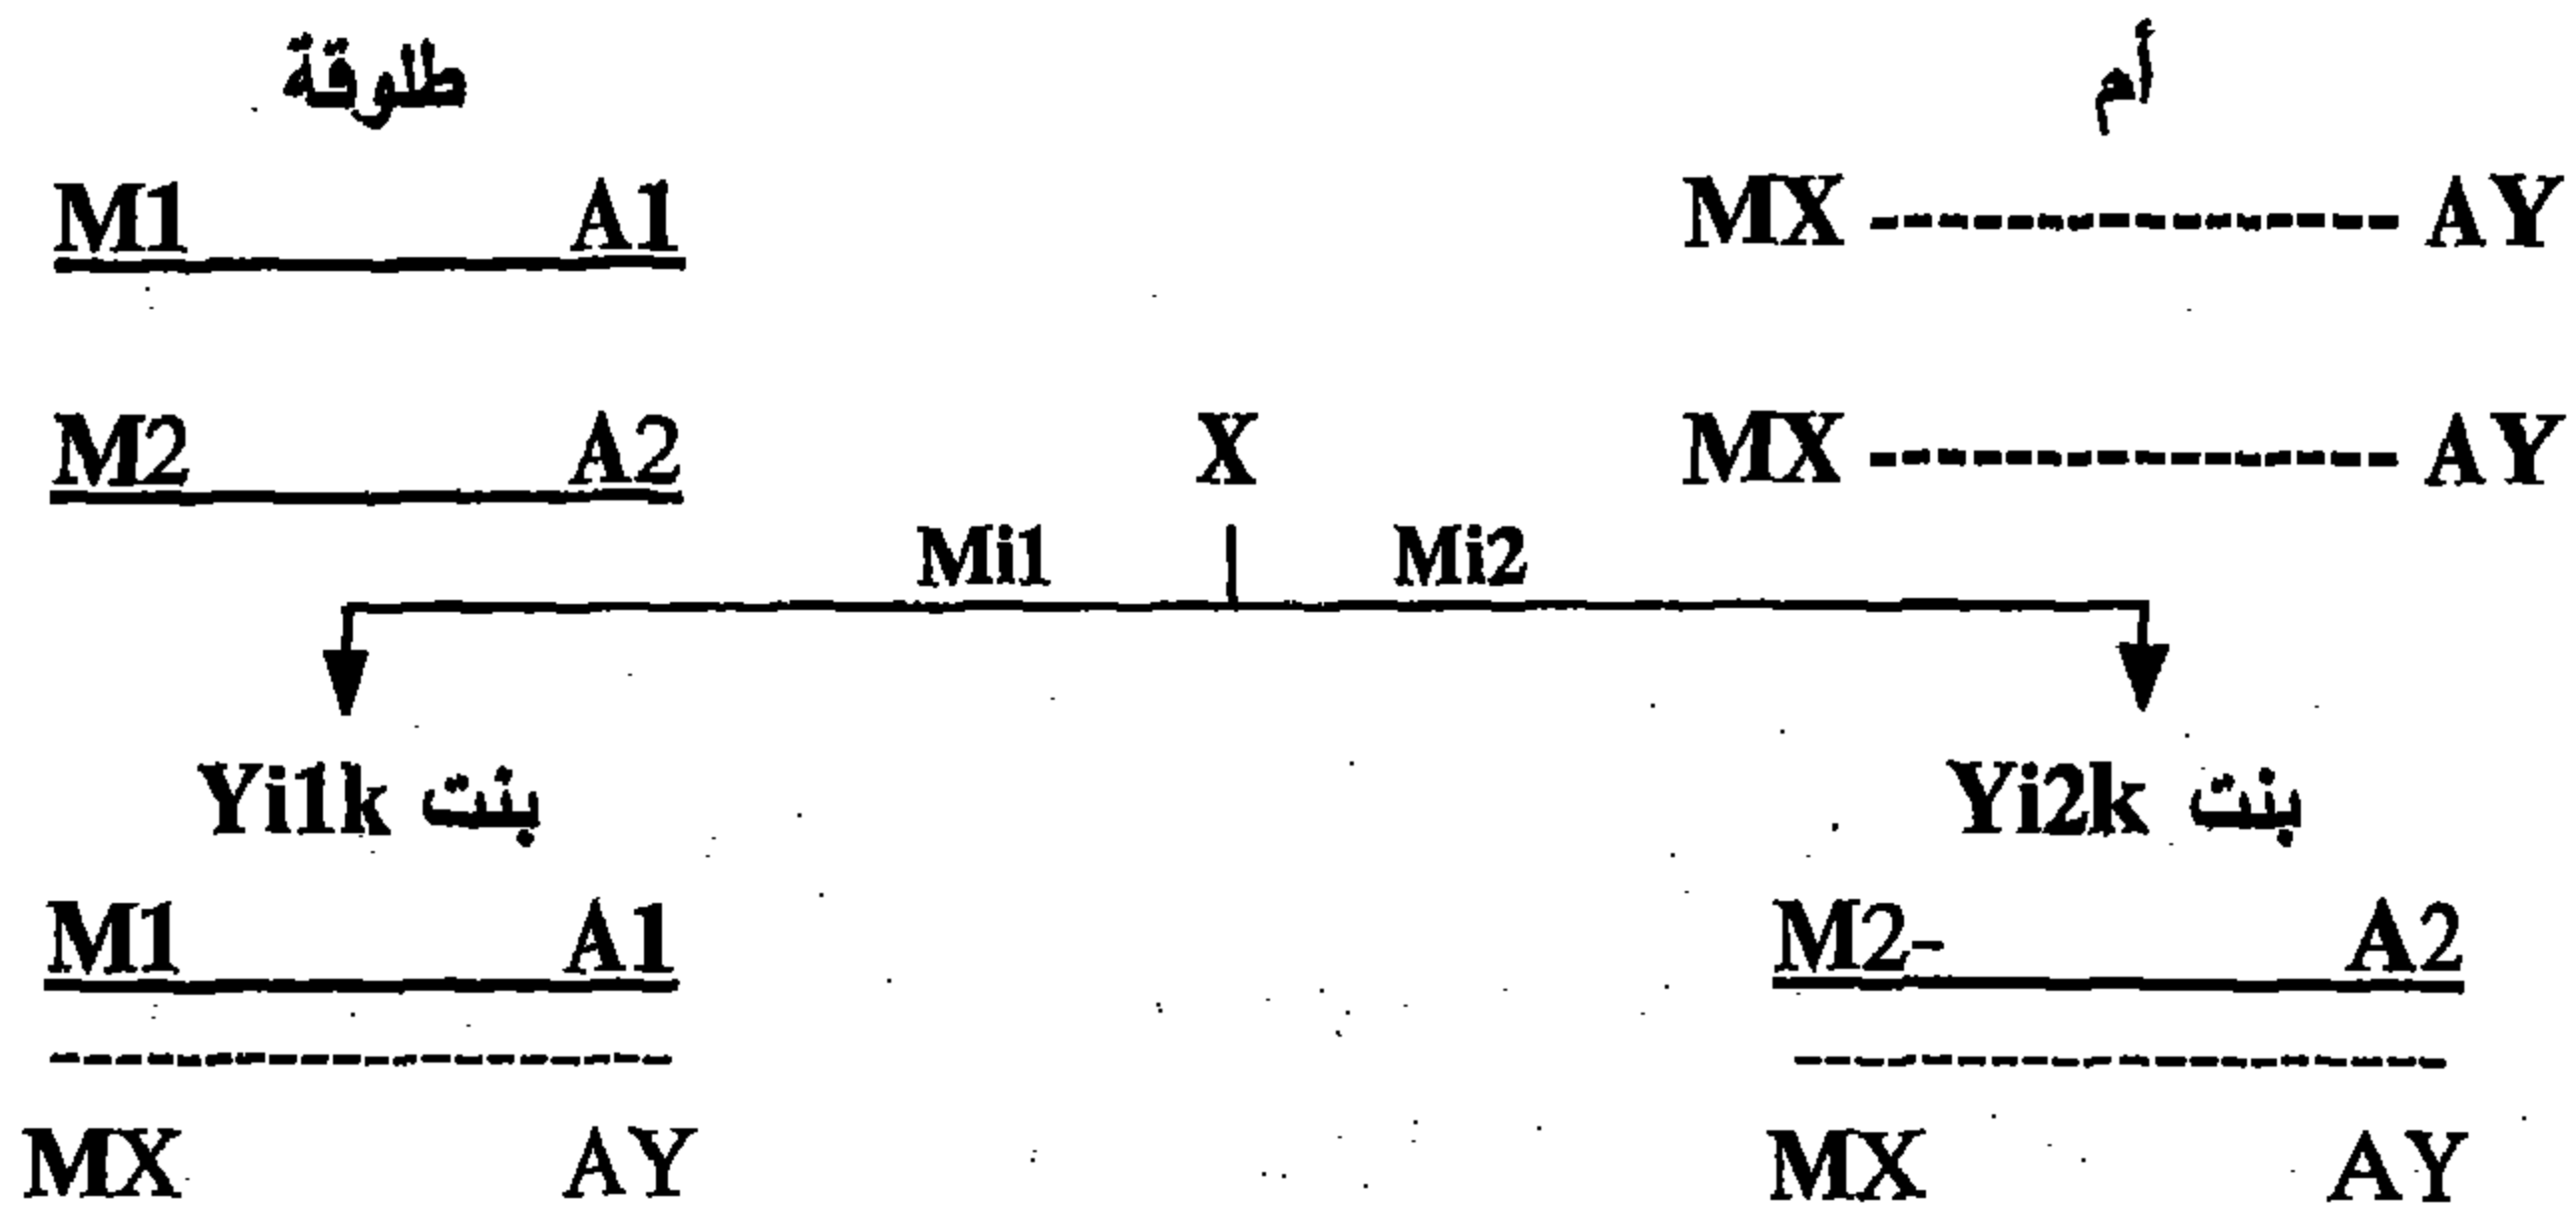 طلوقة أم
M1 A1 MX ---------------- AY
M2 A2 X MX ---------------- AY
Mi1 Mi2
Yi1k بنت Yi2k بنت
M1 A1 M2- A2
MX AY MX AY